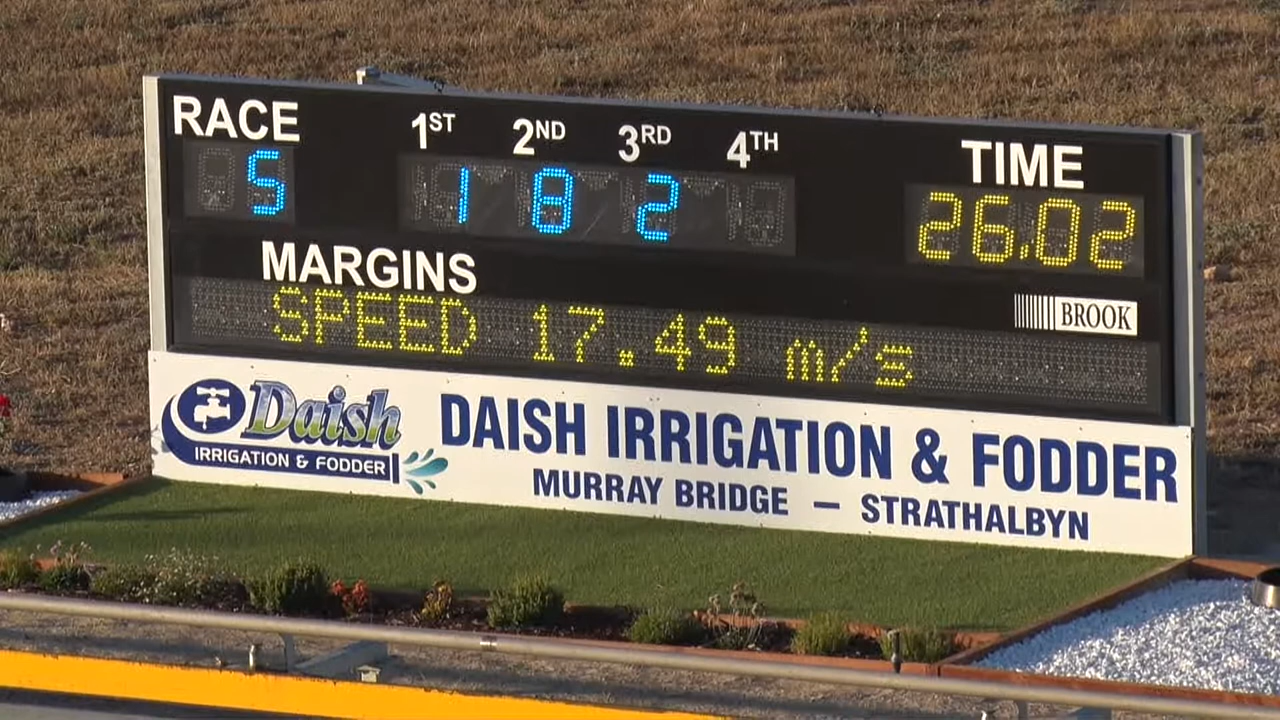 RACE 1ST 2ND 3RD 4TH TIME
5 1 8 2 26.02
MARGINS
BROOK
SPEED 17.49 m/s
Daish
IRRIGATION & FODDER
DAISH IRRIGATION & FODDER
MURRAY BRIDGE — STRATHALBYN